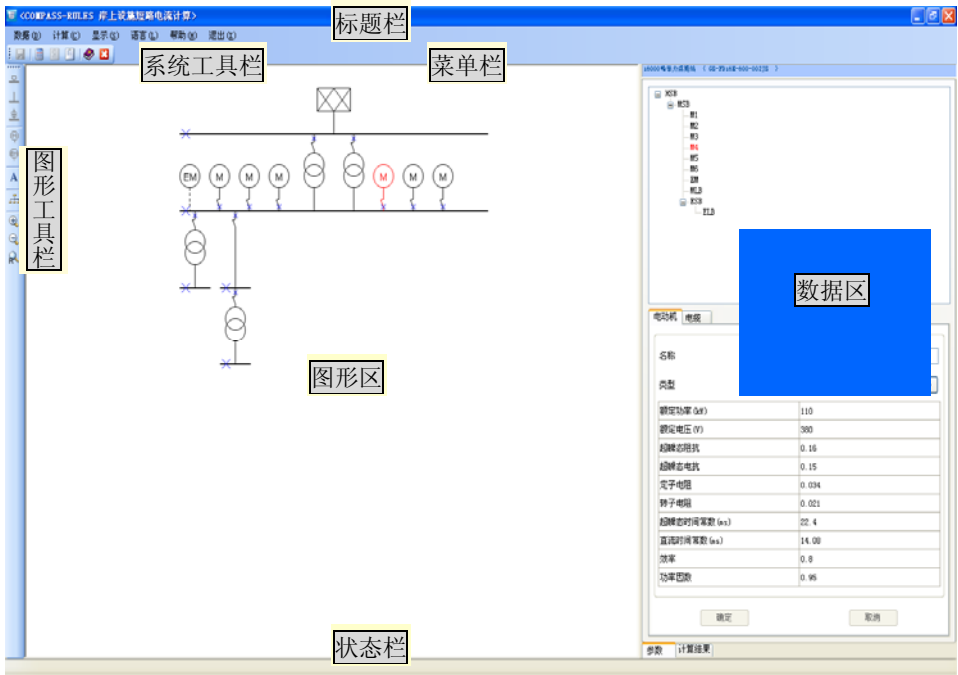 <COMPASS-RULES 岸上设施短路电流计算>
标题栏
数据(D) 计算(C) 显示(S) 语言(L) 帮助(H) 退出(X)
系统工具栏
菜单栏
图形工具栏
A
EM M M M M M M
图形区
状态栏
MSB
MSB
M1
M2
M3
M4
M5
M6
EM
MLB
ESB
ELB
数据区
电动机 电缆
名称
类型
额定功率(kW) 110
额定电压(V) 380
超瞬态阻抗 0.16
超瞬态电抗 0.15
定子电阻 0.034
转子电阻 0.021
超瞬态时间常数(ms) 22.4
直流时间常数(ms) 14.00
效率 0.8
功率因数 0.95
确定 取消
参数 计算结果